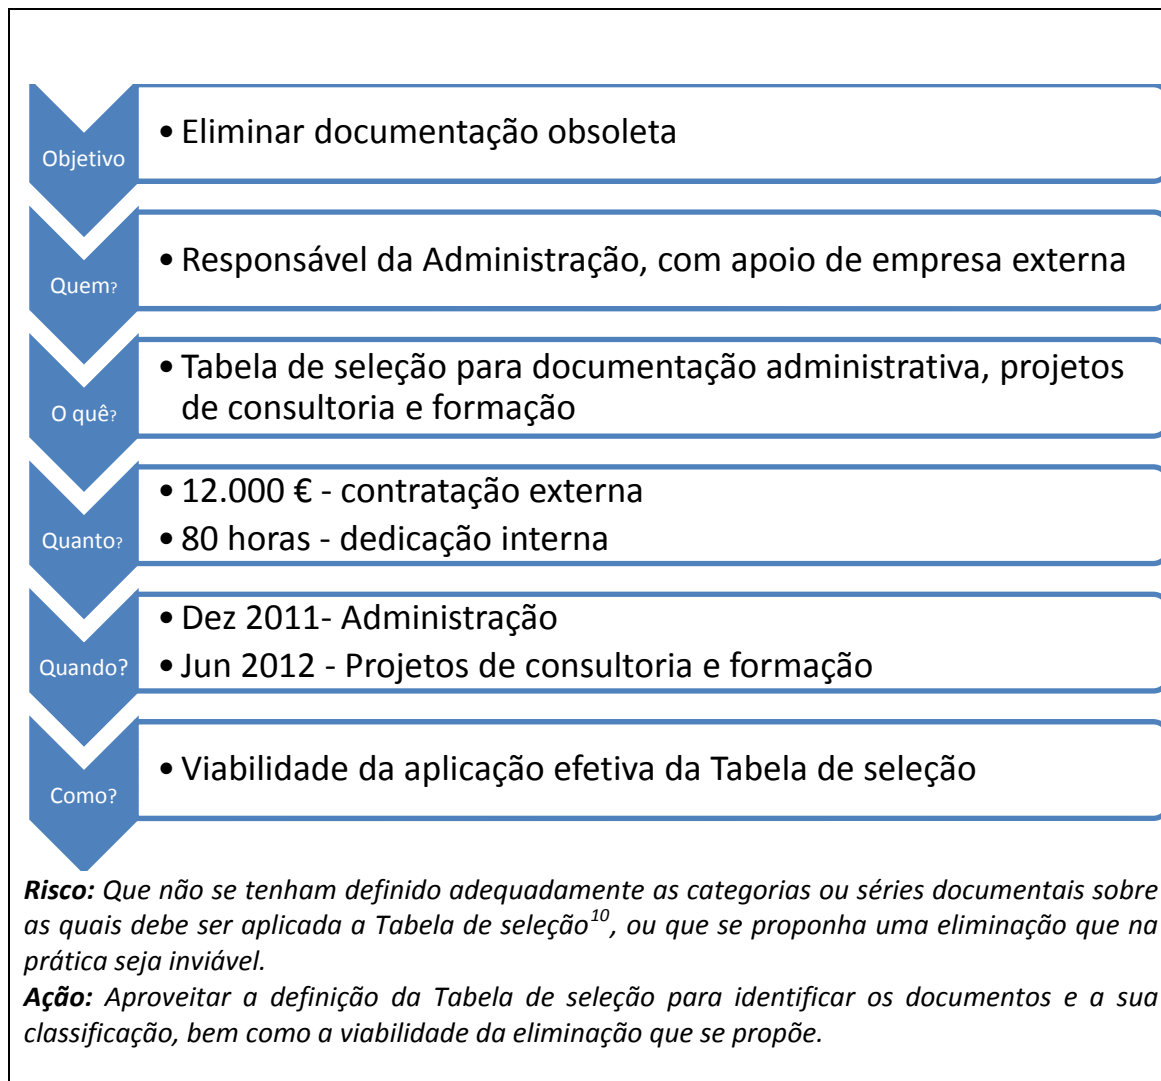 Objetivo
• Eliminar documentação obsoleta
Quem?
• Responsável da Administração, com apoio de empresa externa
O quê?
• Tabela de seleção para documentação administrativa, projetos
de consultoria e formação
Quanto?
• 12.000 € - contratação externa
• 80 horas - dedicação interna
Quando?
• Dez 2011- Administração
• Jun 2012 - Projetos de consultoria e formação
Como?
• Viabilidade da aplicação efetiva da Tabela de seleção
Risco: Que não se tenham definido adequadamente as categorias ou séries documentais sobre
as quais debe ser aplicada a Tabela de seleção10, ou que se proponha uma eliminação que na
prática seja inviável.
Ação: Aproveitar a definição da Tabela de seleção para identificar os documentos e a sua
classificação, bem como a viabilidade da eliminação que se propõe.